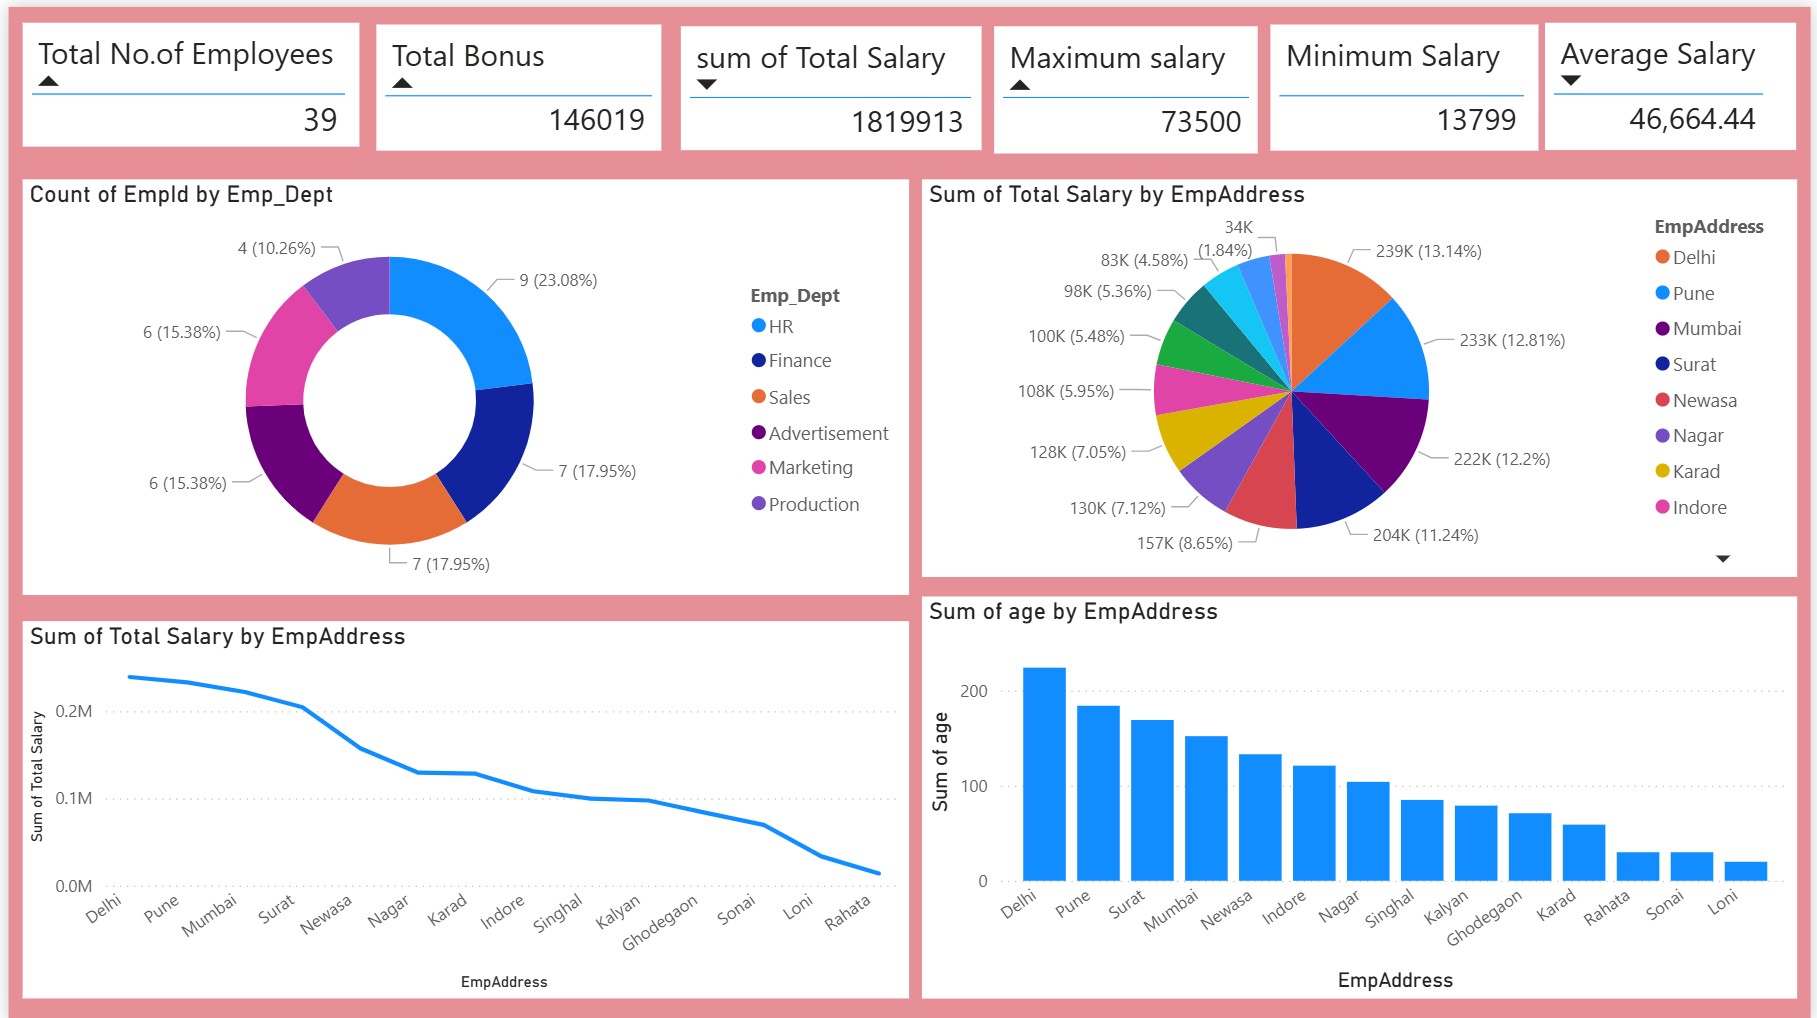 Total No.of Employees
39
Total Bonus
146019
sum of Total Salary
1819913
Maximum salary
73500
Minimum Salary
13799
Average Salary
46,664.44
Count of EmpId by Emp_Dept
4 (10.26%)
9 (23.08%)
6 (15.38%)
6 (15.38%)
7 (17.95%)
7 (17.95%)
Emp_Dept
HR
Finance
Sales
Advertisement
Marketing
Production
Sum of Total Salary by EmpAddress
34K
(1.84%)
83K (4.58%)
98K (5.36%)
100K (5.48%)
108K (5.95%)
128K (7.05%)
130K (7.12%)
157K (8.65%)
239K (13.14%)
233K (12.81%)
222K (12.2%)
204K (11.24%)
EmpAddress
Delhi
Pune
Mumbai
Surat
Newasa
Nagar
Karad
Indore
Sum of Total Salary by EmpAddress
Sum of Total Salary
0.2M
0.1M
0.0M
Delhi
Pune
Mumbai
Surat
Newasa
Nagar
Karad
Indore
Singhal
Kalyan
Ghodegaon
Sonai
Loni
Rahata
EmpAddress
Sum of age by EmpAddress
Sum of age
200
100
0
Delhi
Pune
Surat
Mumbai
Newasa
Indore
Nagar
Singhal
Kalyan
Ghodegaon
Karad
Rahata
Sonai
Loni
EmpAddress